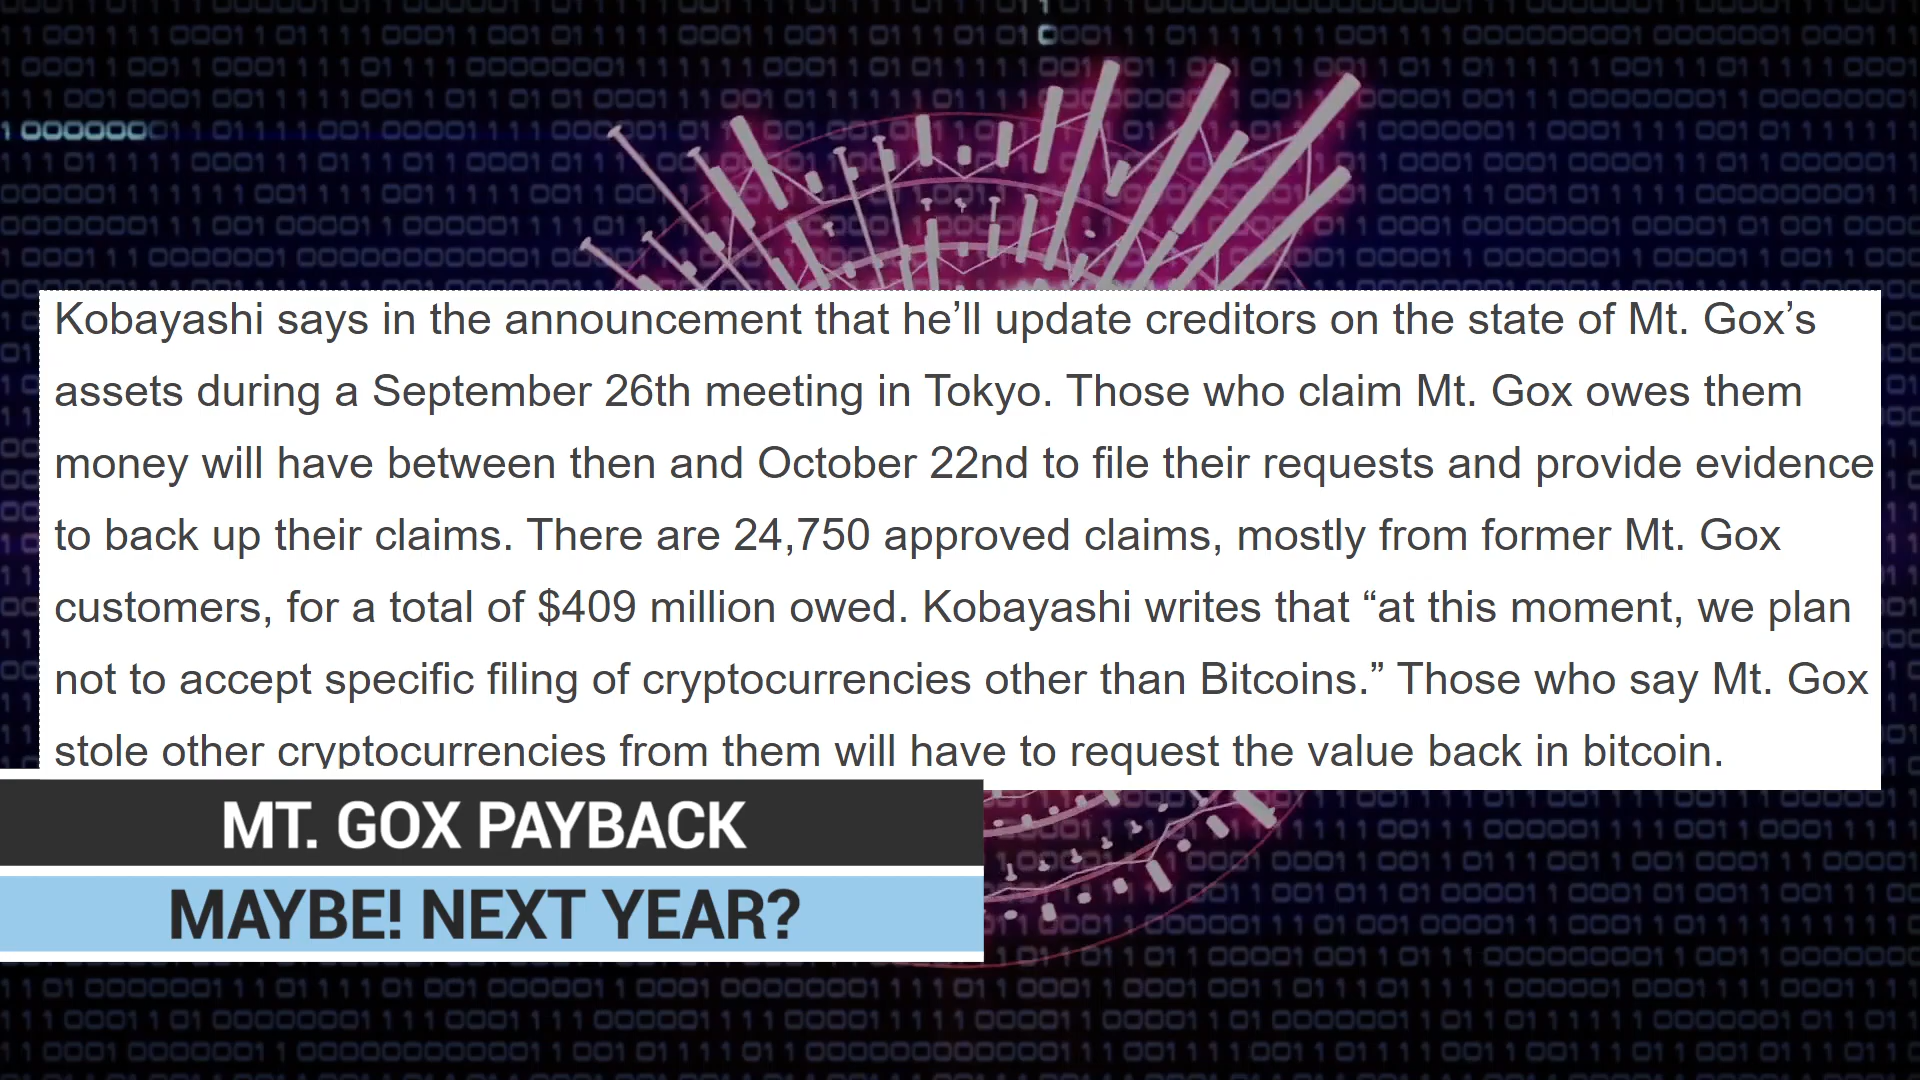 Kobayashi says in the announcement that he’ll update creditors on the state of Mt. Gox’s
assets during a September 26th meeting in Tokyo. Those who claim Mt. Gox owes them
money will have between then and October 22nd to file their requests and provide evidence
to back up their claims. There are 24,750 approved claims, mostly from former Mt. Gox
customers, for a total of $409 million owed. Kobayashi writes that “at this moment, we plan
not to accept specific filing of cryptocurrencies other than Bitcoins.” Those who say Mt. Gox
stole other cryptocurrencies from them will have to request the value back in bitcoin.
MT. GOX PAYBACK
MAYBE! NEXT YEAR?